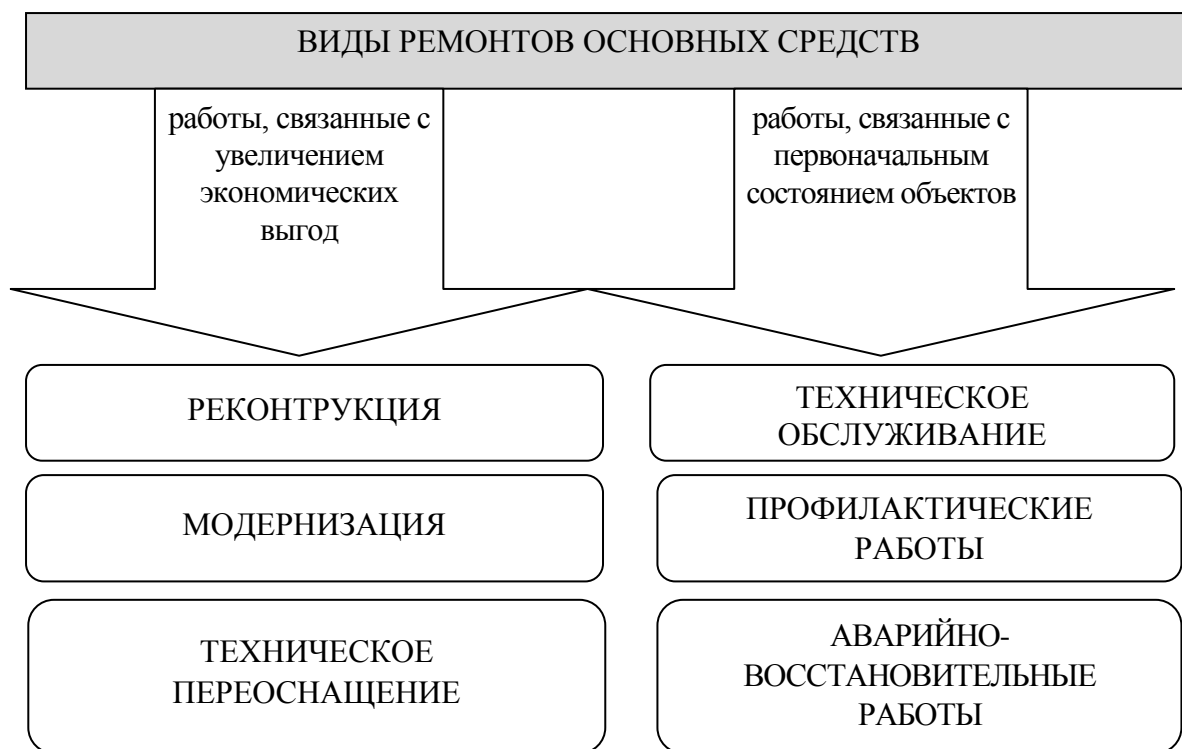 ВИДЫ РЕМОНТОВ ОСНОВНЫХ СРЕДСТВ
работы, связанные с
увеличением
экономических
выгод
работы, связанные с
первоначальным
состоянием объектов
РЕКОНТРУКЦИЯ
ТЕХНИЧЕСКОЕ
ОБСЛУЖИВАНИЕ
МОДЕРНИЗАЦИЯ
ПРОФИЛАКТИЧЕСКИЕ
РАБОТЫ
ТЕХНИЧЕСКОЕ
ПЕРЕОСНАЩЕНИЕ
АВАРИЙНО-
ВОССТАНОВИТЕЛЬНЫЕ
РАБОТЫ